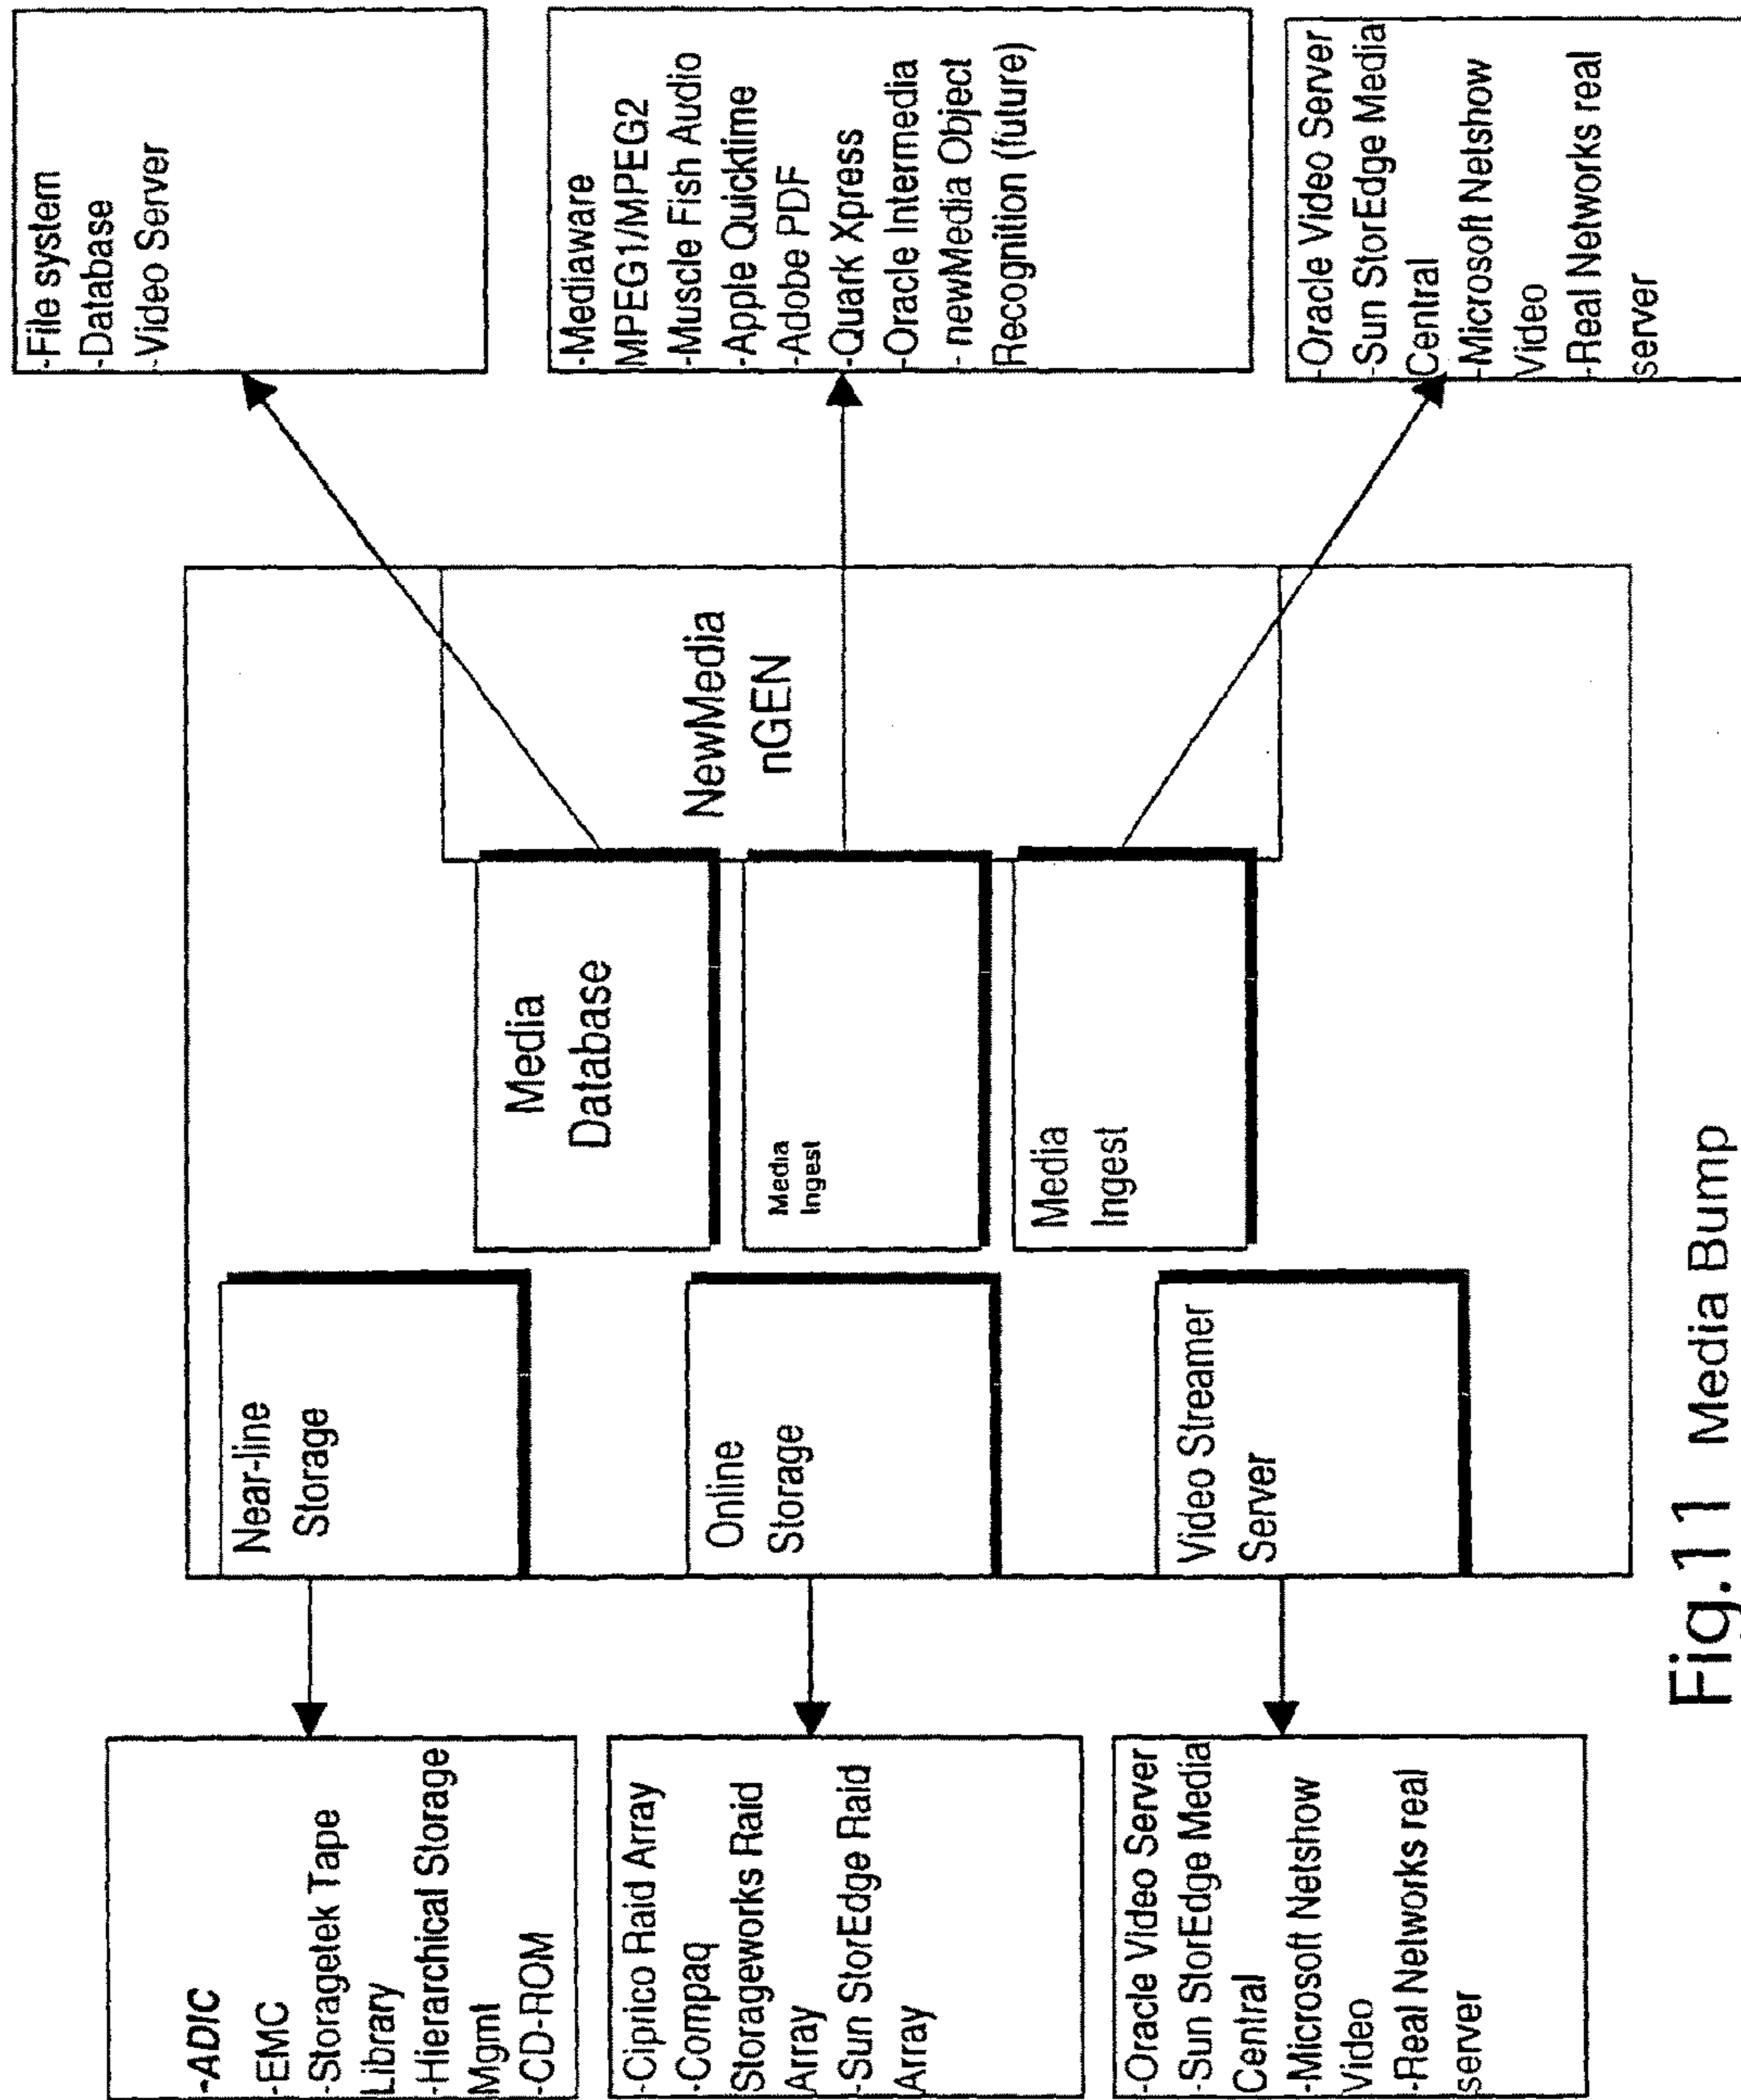 -ADIC
-EMC
-Storagetek Tape
Library
-Hierarchical Storage
Mgmt
-CD-ROM
-Ciprico Raid Array
-Compaq
Storageworks Raid
Array
-Sun StorEdge Raid
Array
-Oracle Video Server
-Sun StorEdge Media
Central
-Microsoft Netshow
Video
-Real Networks real
server
Near-line
Storage
Online
Storage
Video Streamer
Server
Media
Database
Media
Ingest
Media
Ingest
NewMedia
nGEN
-File system
-Database
-Video Server
-Mediaware
MPEG1/MPEG2
-Muscle Fish Audio
-Apple Quicktime
-Adobe PDF
-Quark Xpress
-Oracle Intermedia
- newMedia Object
Recognition (future)
-Oracle Video Server
-Sun StorEdge Media
Central
-Microsoft Netshow
Video
-Real Networks real
server
Fig.11 Media Bump